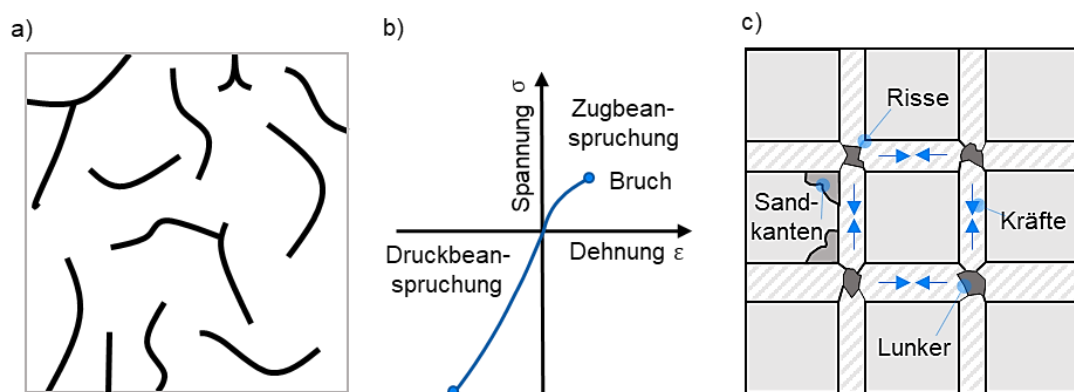 a)
b)
Spannung σ
Zugbean-
spruchung
Bruch
Dehnung ε
Druckbean-
spruchung
c)
Risse
Sand-
kanten
Kräfte
Lunker